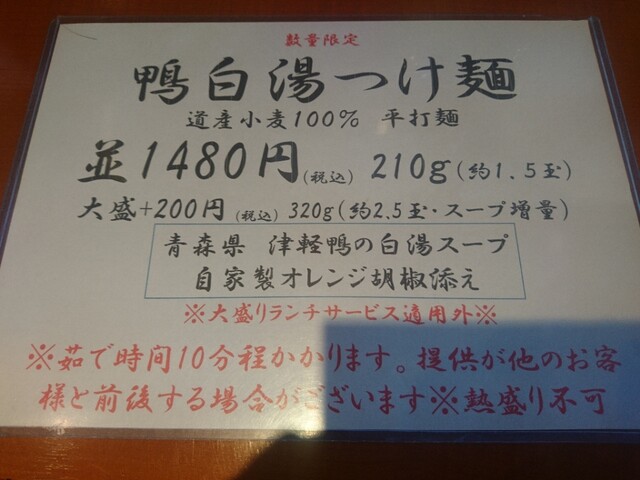 数量限定
鴨白湯つけ麺
道産小麦100% 平打麺
並1480円(税込) 210g(約1.5玉)
大盛+200円(税込) 320g(約2.5玉・スープ増量)
青森県 津軽鴨の白湯スープ
自家製オレンジ胡椒添え
※大盛りランチサービス適用外※
※茹で時間10分程かかります。提供が他のお客
様と前後する場合がございます※熱盛り不可